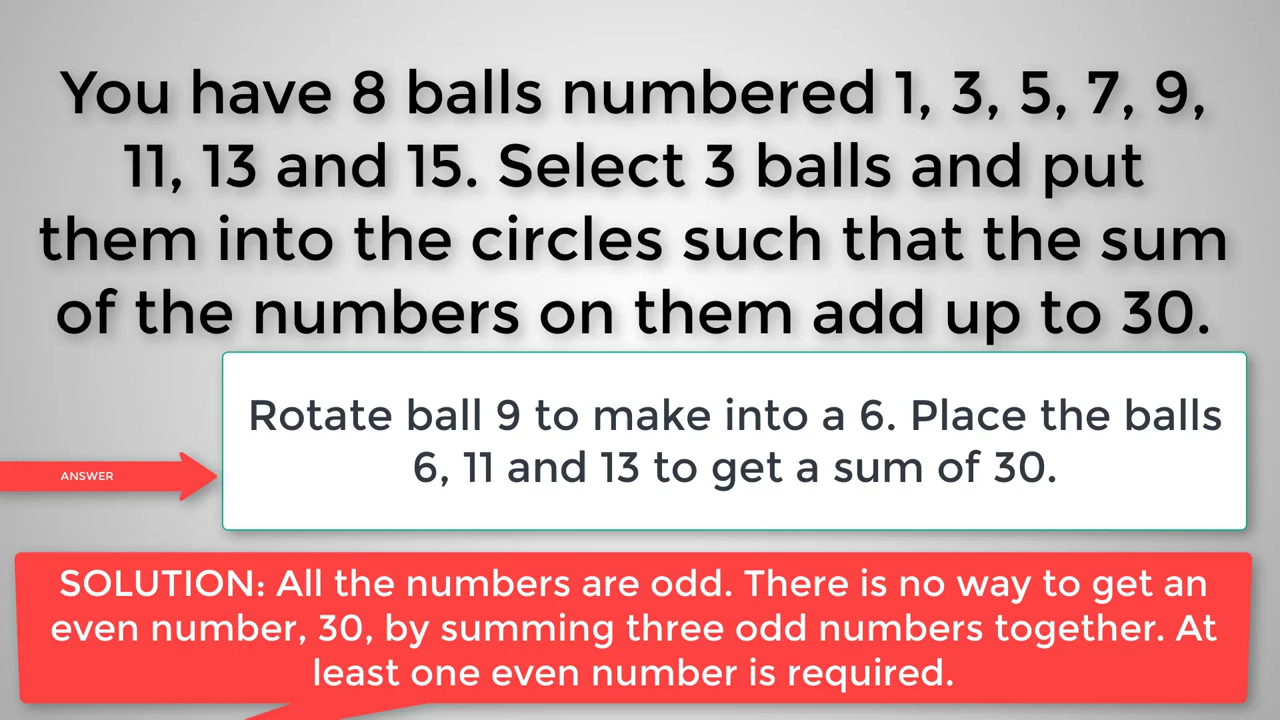 You have 8 balls numbered 1, 3, 5, 7, 9,
11, 13 and 15. Select 3 balls and put
them into the circles such that the sum
of the numbers on them add up to 30.
Rotate ball 9 to make into a 6. Place the balls
6, 11 and 13 to get a sum of 30.
ANSWER
SOLUTION: All the numbers are odd. There is no way to get an
even number, 30, by summing three odd numbers together. At
least one even number is required.